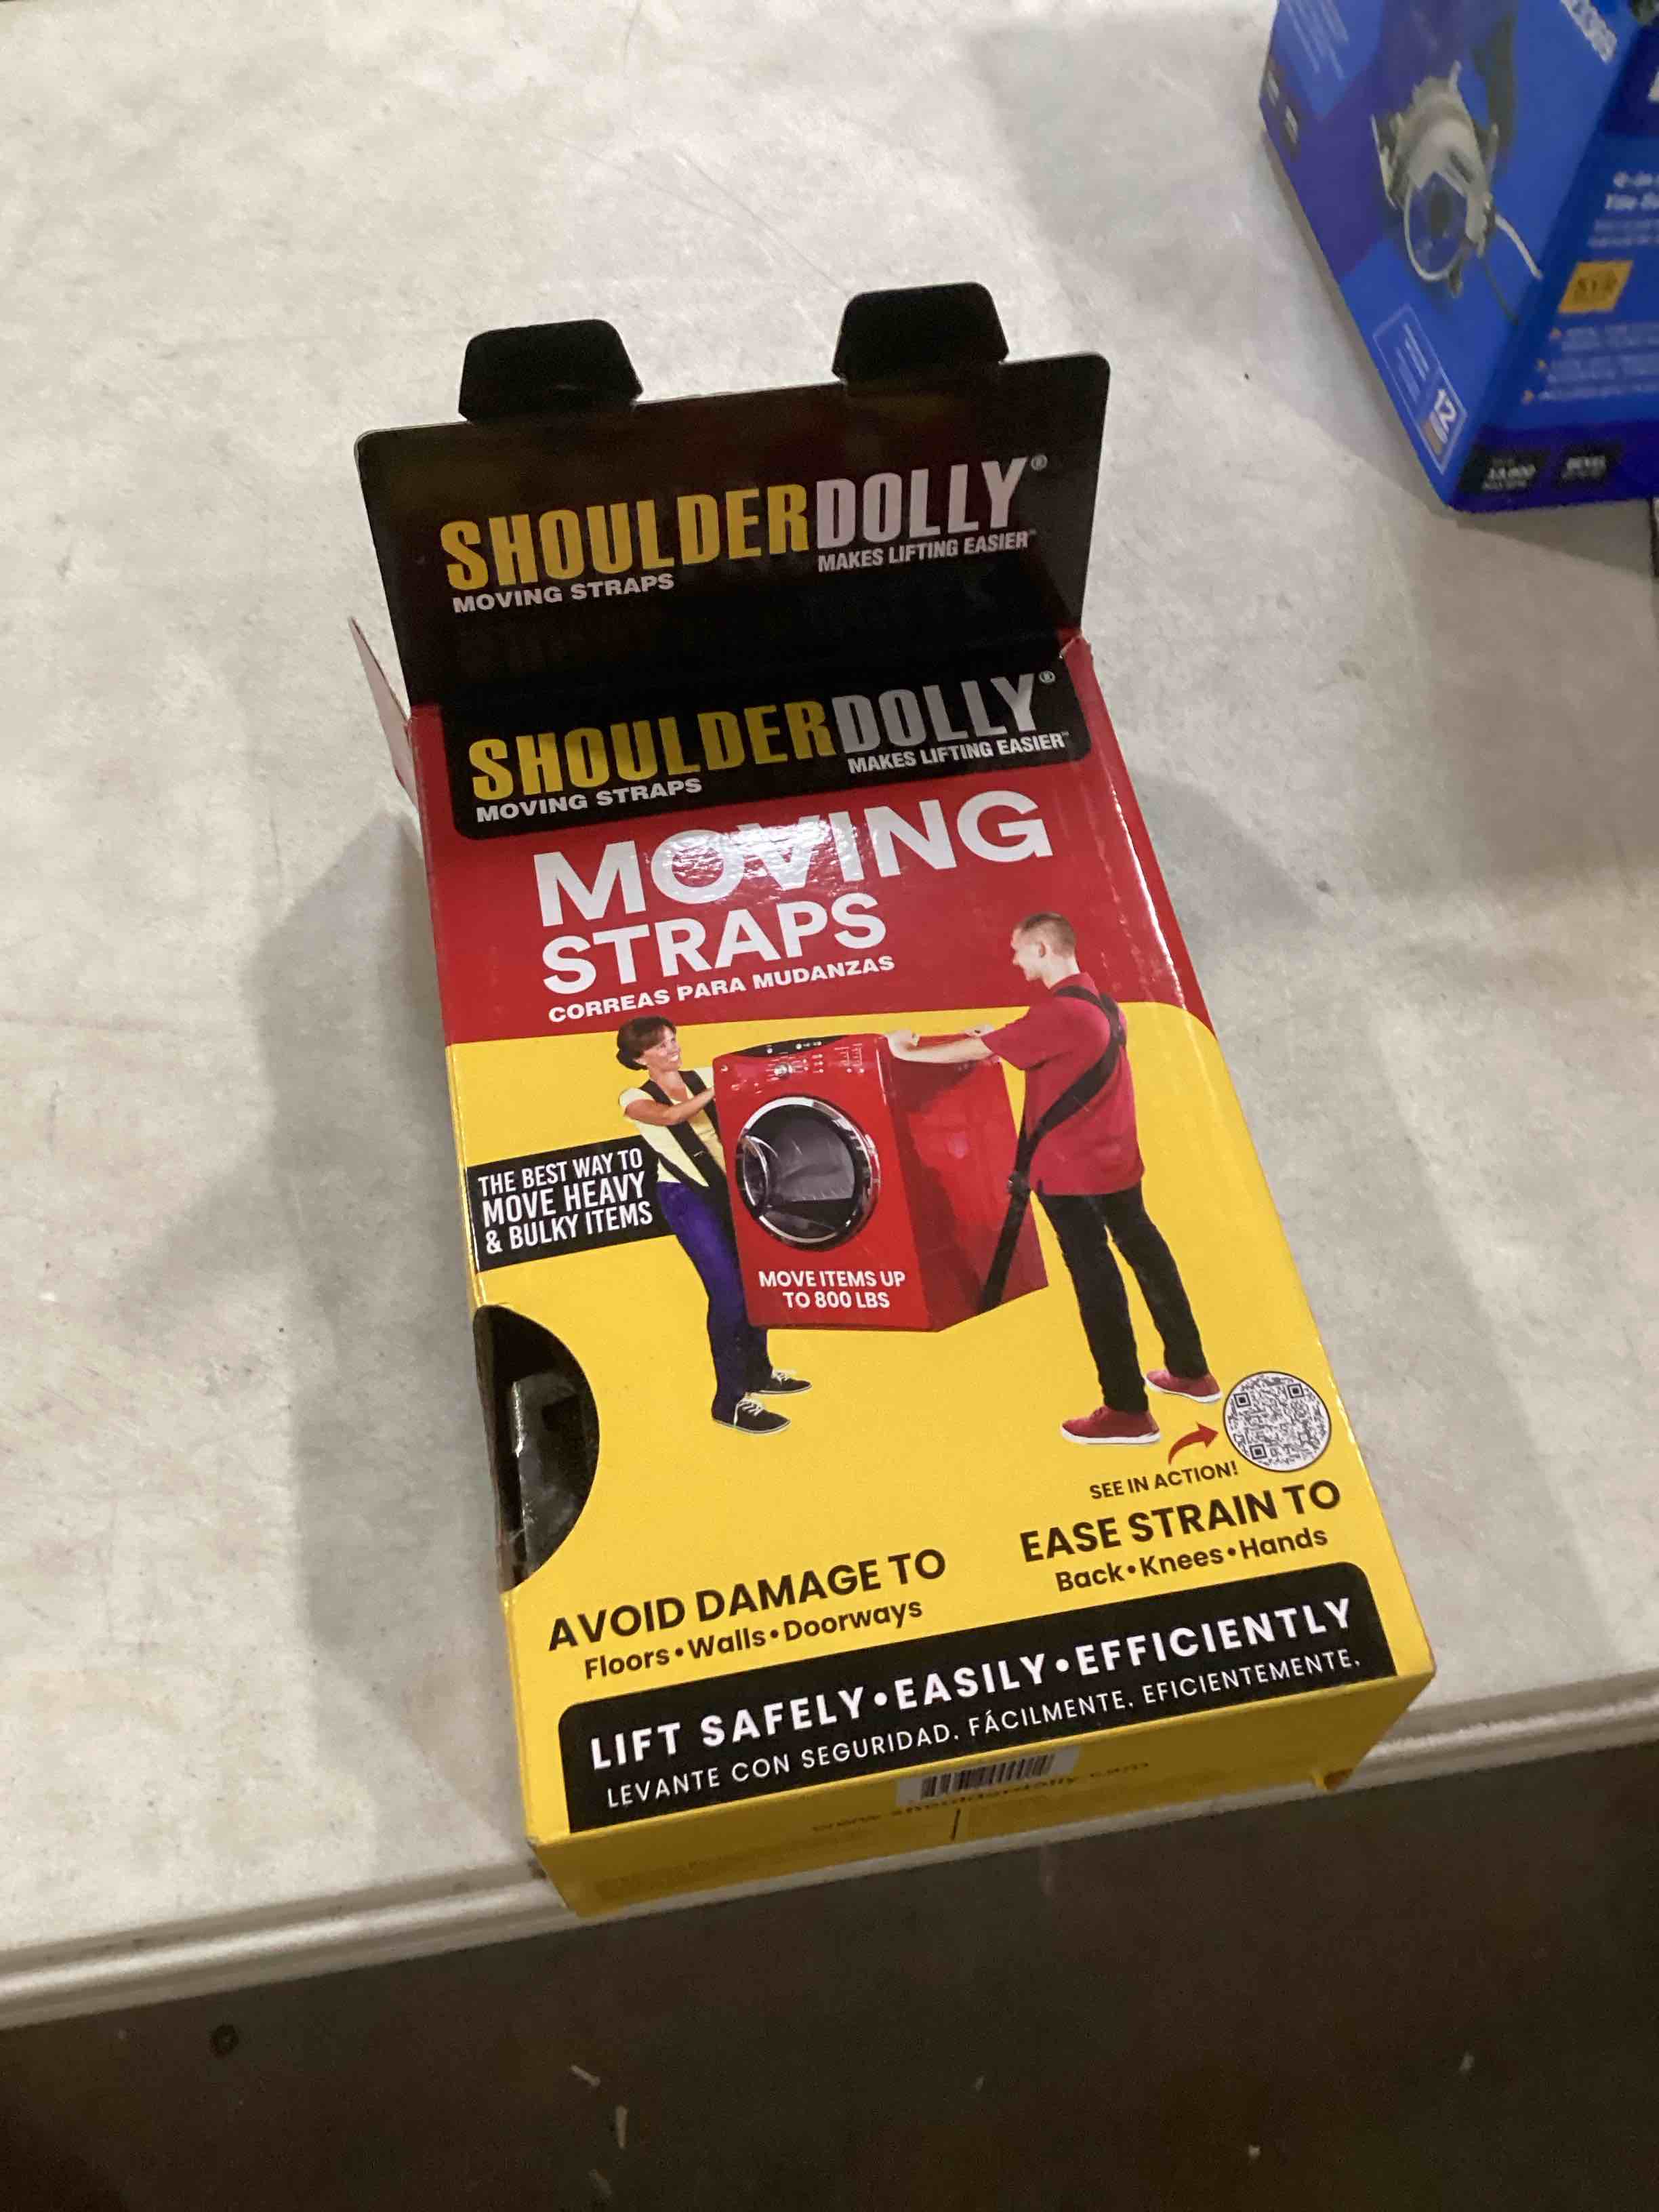 SHOULDERDOLLY®
MOVING STRAPS
MAKES LIFTING EASIER™
SHOULDERDOLLY®
MOVING STRAPS
MAKES LIFTING EASIER™
MOVING
STRAPS
CORREAS PARA MUDANZAS
THE BEST WAY TO
MOVE HEAVY
& BULKY ITEMS
MOVE ITEMS UP
TO 800 LBS
SEE IN ACTION!
AVOID DAMAGE TO
Floors • Walls • Doorways
EASE STRAIN TO
Back • Knees • Hands
LIFT SAFELY • EASILY • EFFICIENTLY
LEVANTE CON SEGURIDAD. FÁCILMENTE. EFICIENTEMENTE.
12
BEVEL